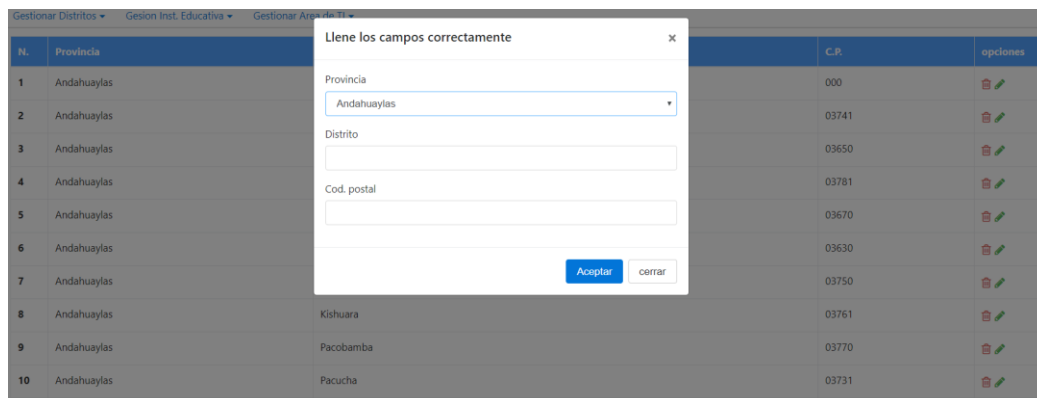 Gestionar Distritos Gesion Inst. Educativa Gestionar Area de TI
Llene los campos correctamente ×
N. Provincia C.P. opciones
Provincia
1 Andahuaylas 000
Andahuaylas
2 Andahuaylas 03741
Distrito
3 Andahuaylas 03650
Cod. postal
4 Andahuaylas 03781
5 Andahuaylas 03670
6 Andahuaylas 03630
Aceptar cerrar
7 Andahuaylas 03750
8 Andahuaylas Kishuara 03761
9 Andahuaylas Pacobamba 03770
10 Andahuaylas Pacucha 03731